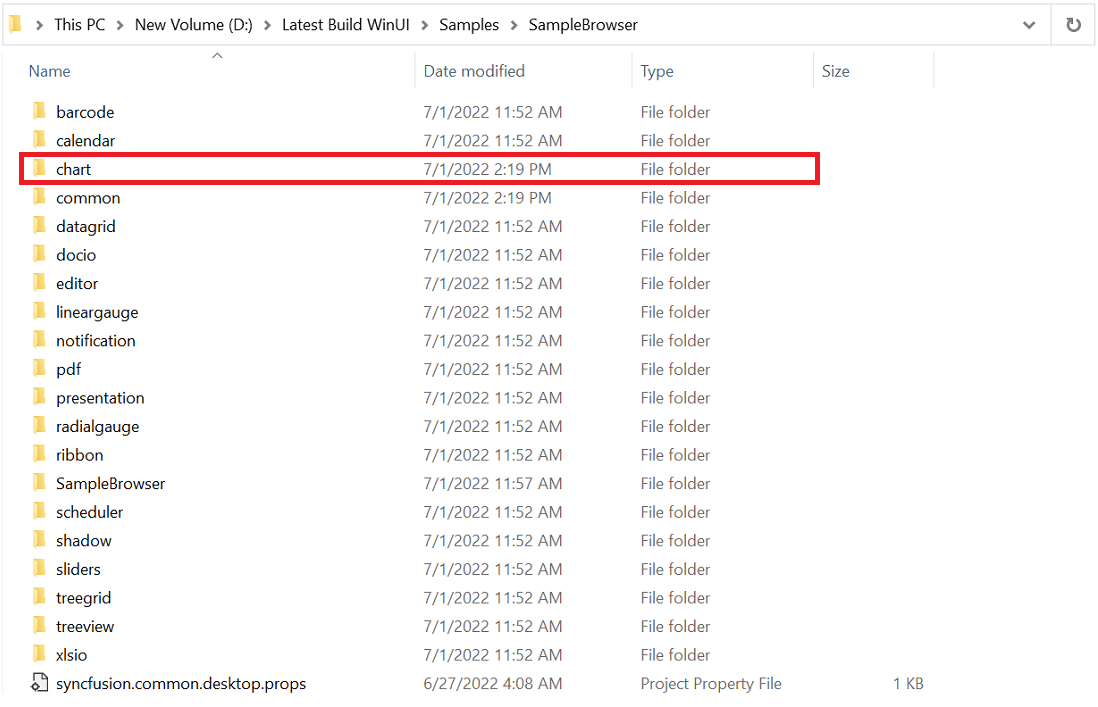 This PC > New Volume (D:) > Latest Build WinUI > Samples > SampleBrowser
Name Date modified Type Size
barcode 7/1/2022 11:52 AM File folder
calendar 7/1/2022 11:52 AM File folder
chart 7/1/2022 2:19 PM File folder
common 7/1/2022 2:19 PM File folder
datagrid 7/1/2022 11:52 AM File folder
docio 7/1/2022 11:52 AM File folder
editor 7/1/2022 11:52 AM File folder
lineargauge 7/1/2022 11:52 AM File folder
notification 7/1/2022 11:52 AM File folder
pdf 7/1/2022 11:52 AM File folder
presentation 7/1/2022 11:52 AM File folder
radialgauge 7/1/2022 11:52 AM File folder
ribbon 7/1/2022 11:52 AM File folder
SampleBrowser 7/1/2022 11:57 AM File folder
scheduler 7/1/2022 11:52 AM File folder
shadow 7/1/2022 11:52 AM File folder
sliders 7/1/2022 11:52 AM File folder
treegrid 7/1/2022 11:52 AM File folder
treeview 7/1/2022 11:52 AM File folder
xlsio 7/1/2022 11:52 AM File folder
syncfusion.common.desktop.props 6/27/2022 4:08 AM Project Property File 1 KB